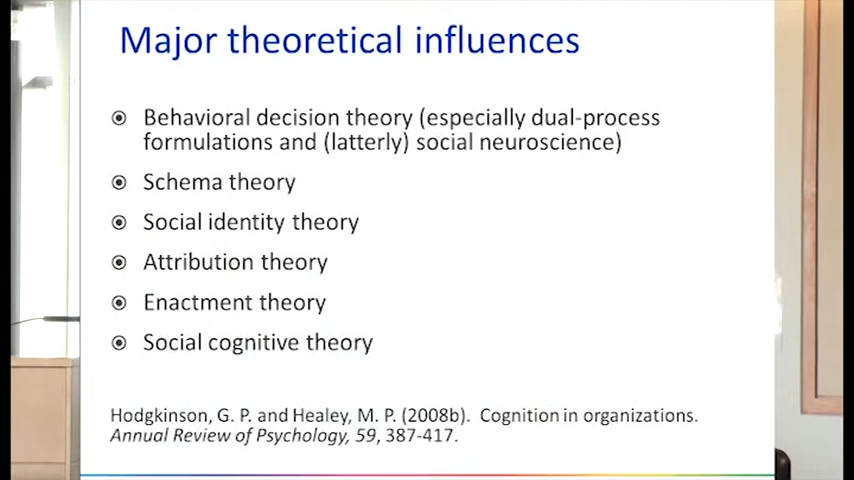 Major theoretical influences
Behavioral decision theory (especially dual-process
formulations and (latterly) social neuroscience)
Schema theory
Social identity theory
Attribution theory
Enactment theory
Social cognitive theory
Hodgkinson, G. P. and Healey, M. P. (2008b).  Cognition in organizations.
Annual Review of Psychology, 59, 387-417.